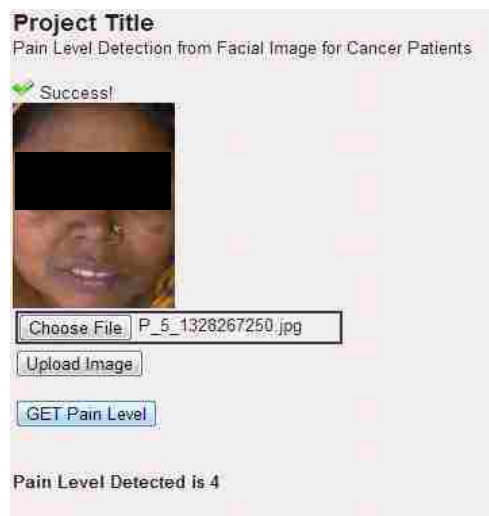 Project Title
Pain Level Detection from Facial Image for Cancer Patients
Success!
Choose File P_5_1328267250.jpg
Upload Image
GET Pain Level
Pain Level Detected is 4